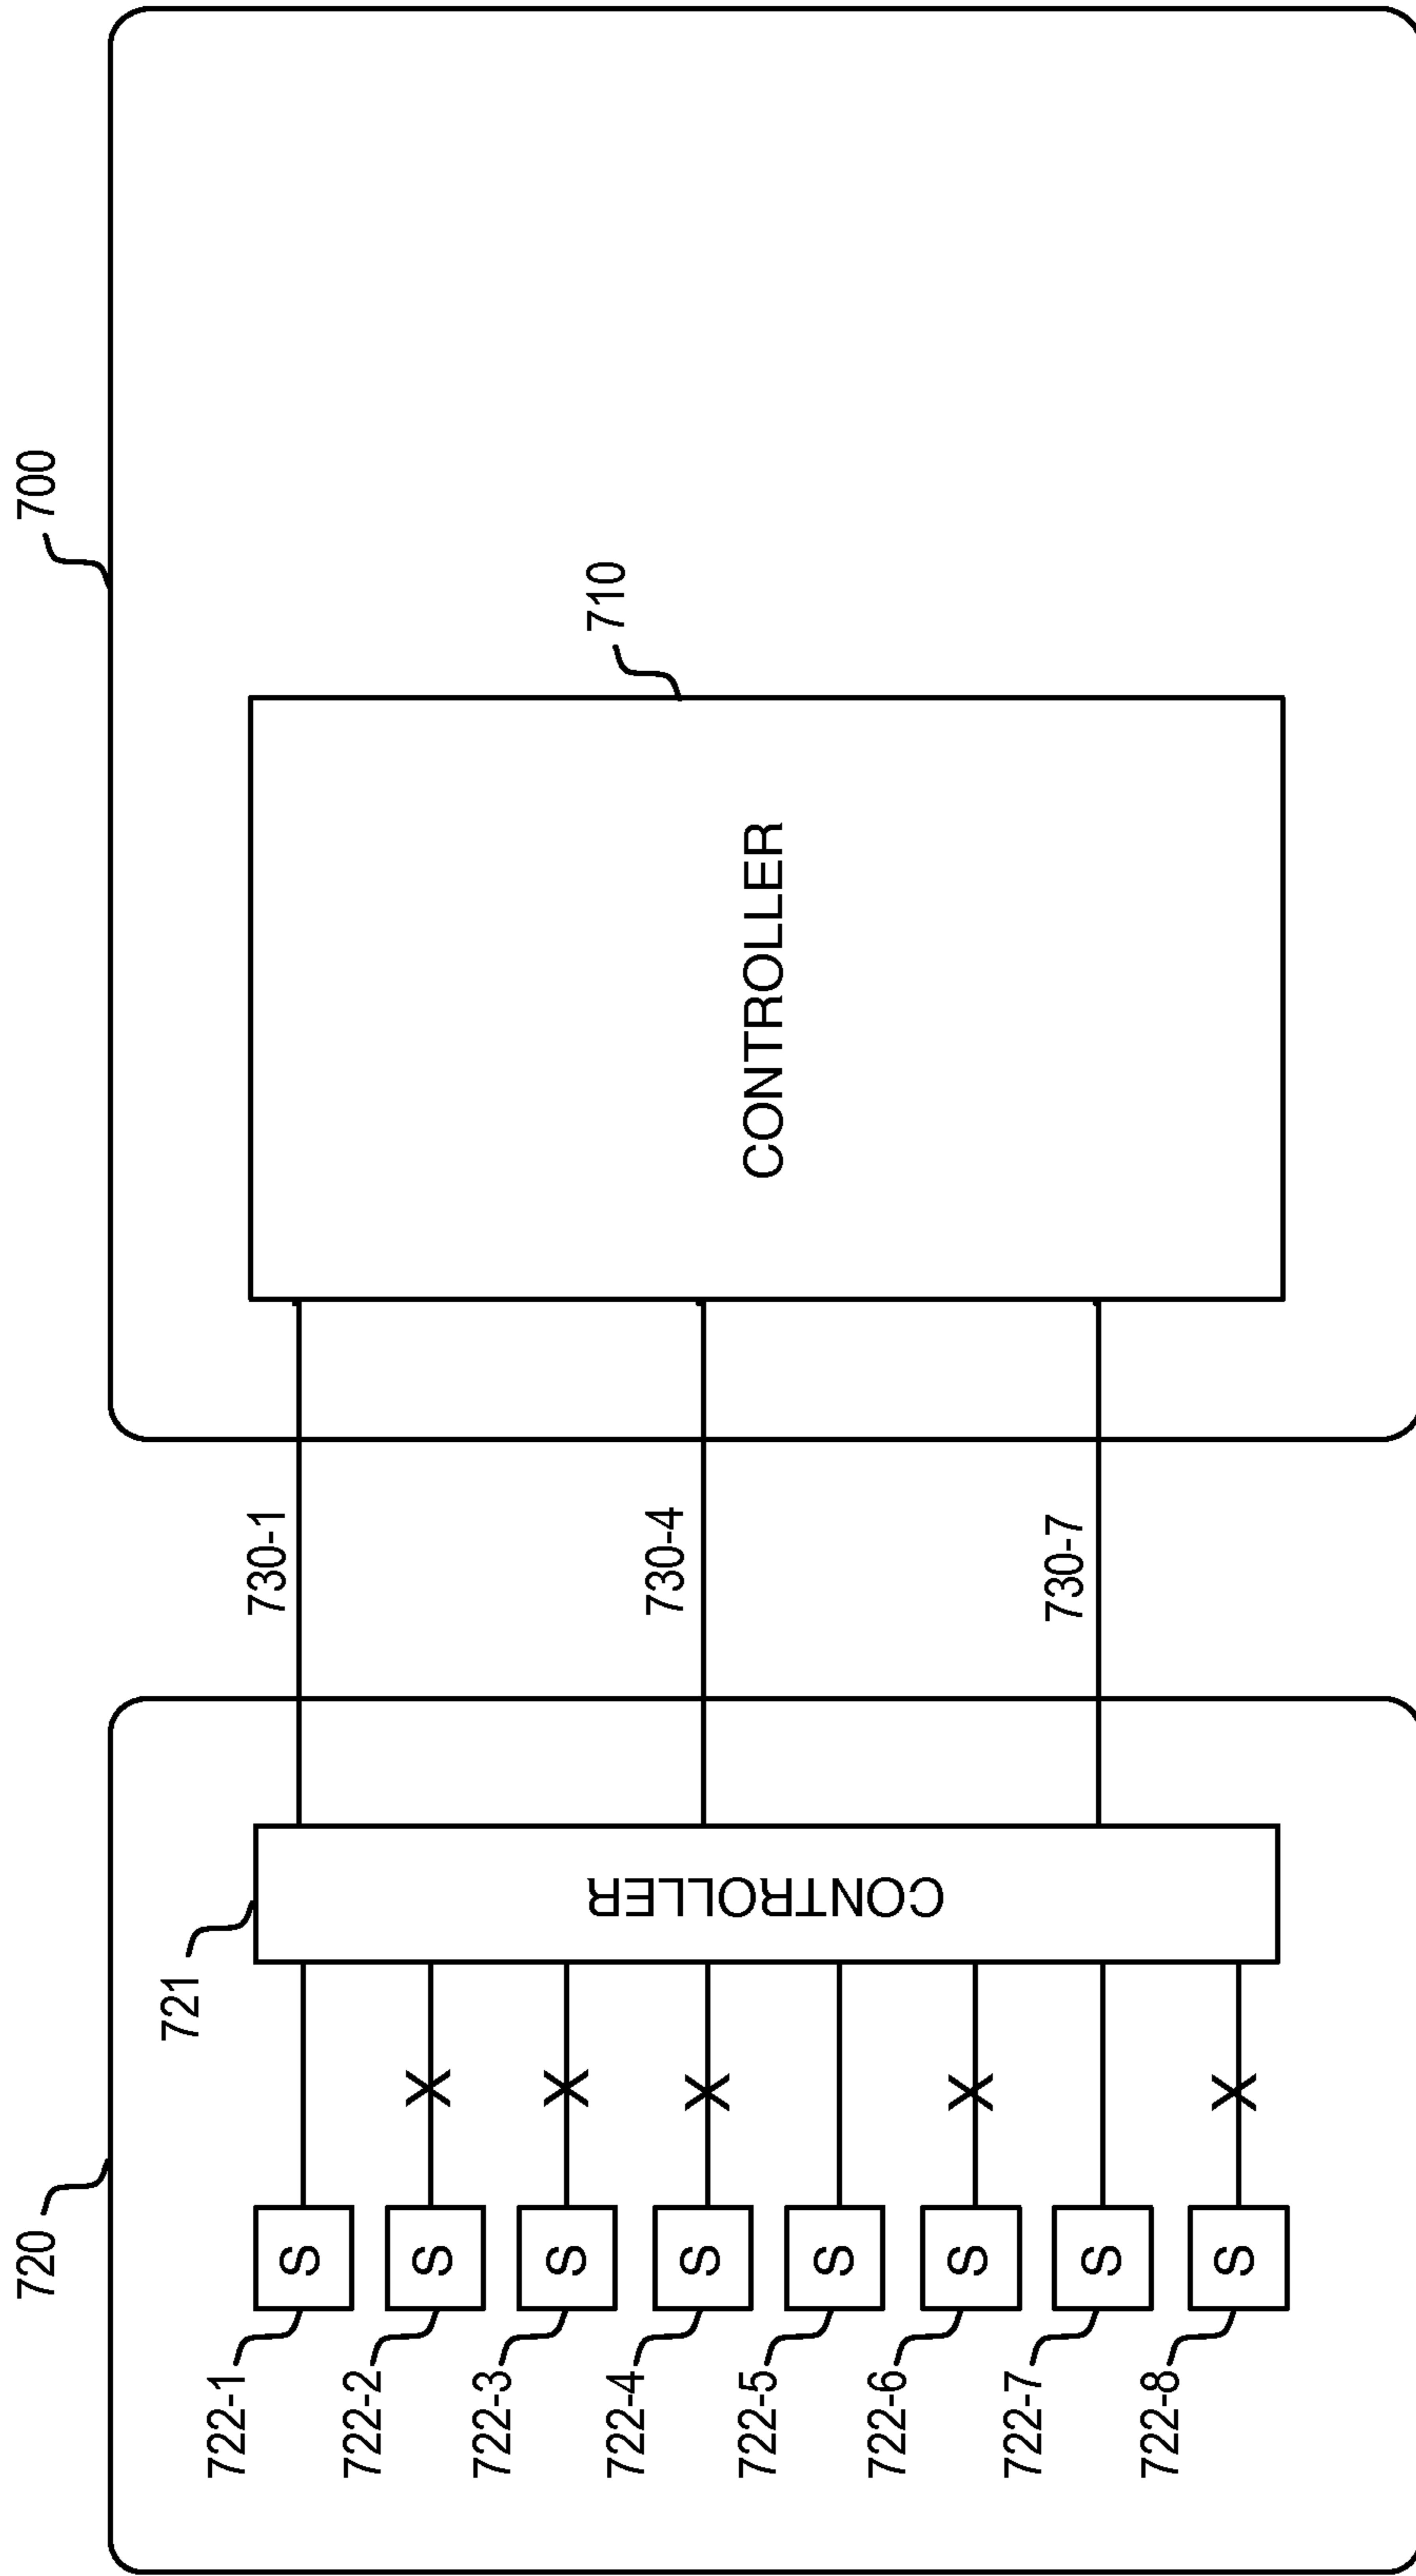 700
710
CONTROLLER
730-1
730-4
730-7
720
721
CONTROLLER
S
S
S
S
S
S
S
S
X
X
X
X
X
722-1
722-2
722-3
722-4
722-5
722-6
722-7
722-8